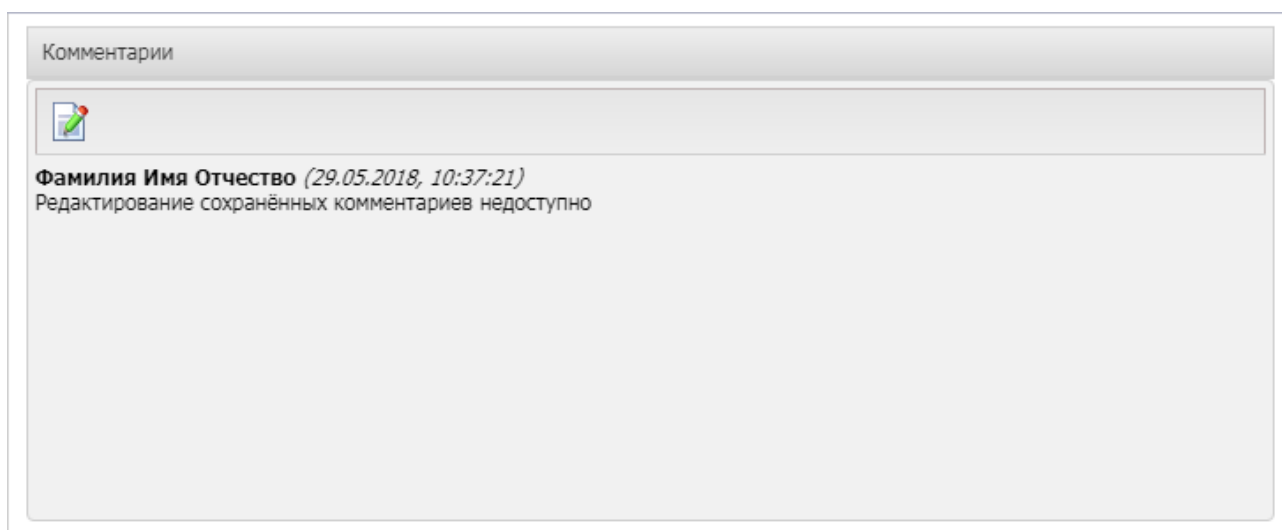 Комментарии
Фамилия Имя Отчество (29.05.2018, 10:37:21)
Редактирование сохранённых комментариев недоступно